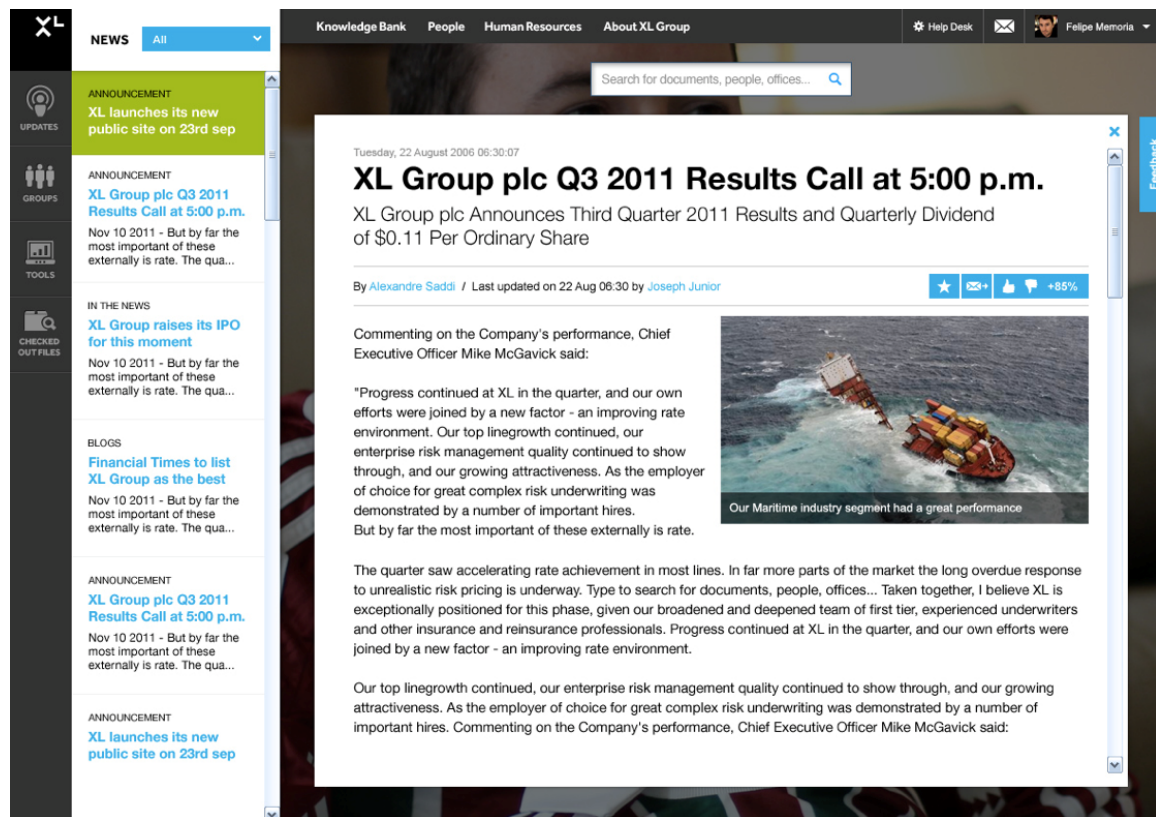 XL
NEWS
All
Knowledge Bank
People
Human Resources
About XL Group
Help Desk
Felipe Memoria
Search for documents, people, offices...
UPDATES
GROUPS
TOOLS
CHECKED
OUT FILES
ANNOUNCEMENT
XL launches its new
public site on 23rd sep
ANNOUNCEMENT
XL Group plc Q3 2011
Results Call at 5:00 p.m.
Nov 10 2011 - But by far the
most important of these
externally is rate. The qua...
IN THE NEWS
XL Group raises its IPO
for this moment
Nov 10 2011 - But by far the
most important of these
externally is rate. The qua...
BLOGS
Financial Times to list
XL Group as the best
Nov 10 2011 - But by far the
most important of these
externally is rate. The qua...
ANNOUNCEMENT
XL Group plc Q3 2011
Results Call at 5:00 p.m.
Nov 10 2011 - But by far the
most important of these
externally is rate. The qua...
ANNOUNCEMENT
XL launches its new
public site on 23rd sep
Tuesday, 22 August 2006 06:30:07
XL Group plc Q3 2011 Results Call at 5:00 p.m.
XL Group plc Announces Third Quarter 2011 Results and Quarterly Dividend
of $0.11 Per Ordinary Share
By Alexandre Saddi / Last updated on 22 Aug 06:30 by Joseph Junior
+85%
Commenting on the Company's performance, Chief
Executive Officer Mike McGavick said:
"Progress continued at XL in the quarter, and our own
efforts were joined by a new factor - an improving rate
environment. Our top linegrowth continued, our
enterprise risk management quality continued to show
through, and our growing attractiveness. As the employer
of choice for great complex risk underwriting was
demonstrated by a number of important hires.
But by far the most important of these externally is rate.
Our Maritime industry segment had a great performance
The quarter saw accelerating rate achievement in most lines. In far more parts of the market the long overdue response
to unrealistic risk pricing is underway. Type to search for documents, people, offices... Taken together, I believe XL is
exceptionally positioned for this phase, given our broadened and deepened team of first tier, experienced underwriters
and other insurance and reinsurance professionals. Progress continued at XL in the quarter, and our own efforts were
joined by a new factor - an improving rate environment.
Our top linegrowth continued, our enterprise risk management quality continued to show through, and our growing
attractiveness. As the employer of choice for great complex risk underwriting was demonstrated by a number of
important hires. Commenting on the Company's performance, Chief Executive Officer Mike McGavick said:
Feedback